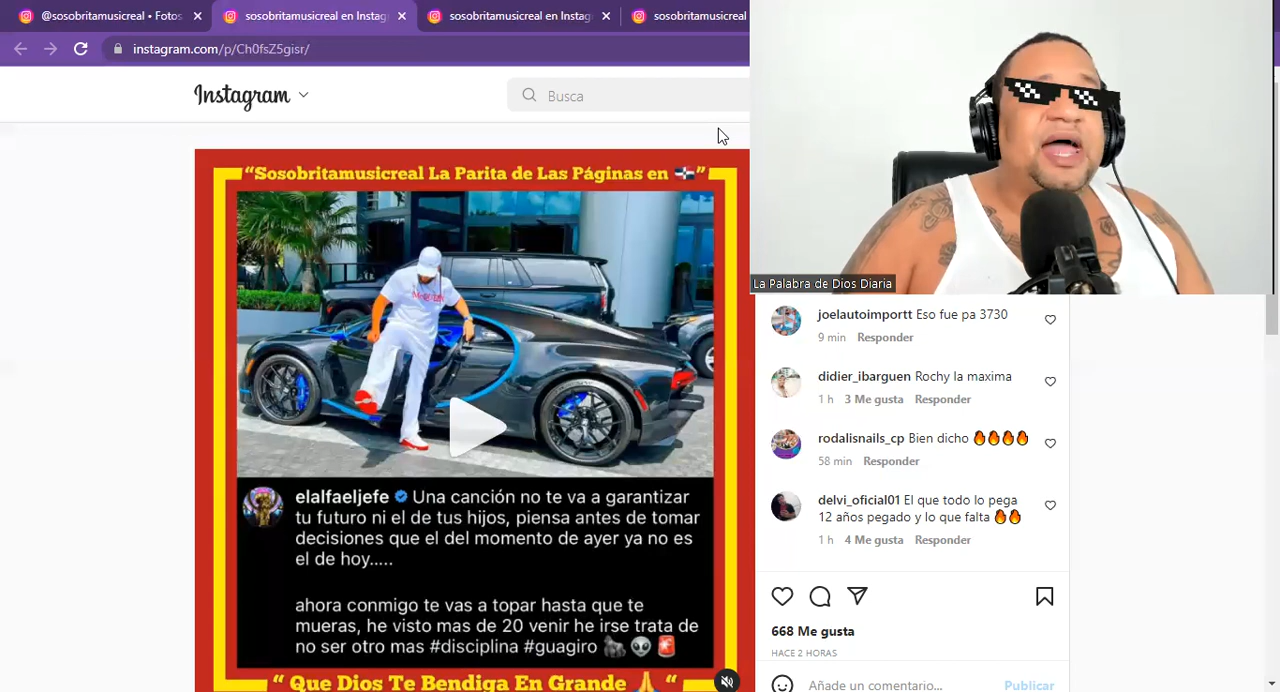 @sosobritamusicreal • Fotos
sosobritamusicreal en Instag
sosobritamusicreal en Instag
sosobritamusicreal
instagram.com/p/Ch0fsZ5gisr/
Instagram
Busca
“Sosobritamusicreal La Parita de Las Páginas en 🇩🇴”
elalfaeljefe Una canción no te va a garantizar
tu futuro ni el de tus hijos, piensa antes de tomar
decisiones que el del momento de ayer ya no es
el de hoy.....
ahora conmigo te vas a topar hasta que te
mueras, he visto mas de 20 venir he irse trata de
no ser otro mas #disciplina #guagiro 🦍👽🚨
“ Que Dios Te Bendiga En Grande 🙏 “
La Palabra de Dios Diaria
joelautoimportt Eso fue pa 3730
9 min Responder
didier_ibarguen Rochy la maxima
1 h 3 Me gusta Responder
rodalisnails_cp Bien dicho 🔥🔥🔥🔥
58 min Responder
delvi_oficial01 El que todo lo pega
12 años pegado y lo que falta 🔥🔥
1 h 4 Me gusta Responder
668 Me gusta
HACE 2 HORAS
Añade un comentario...
Publicar